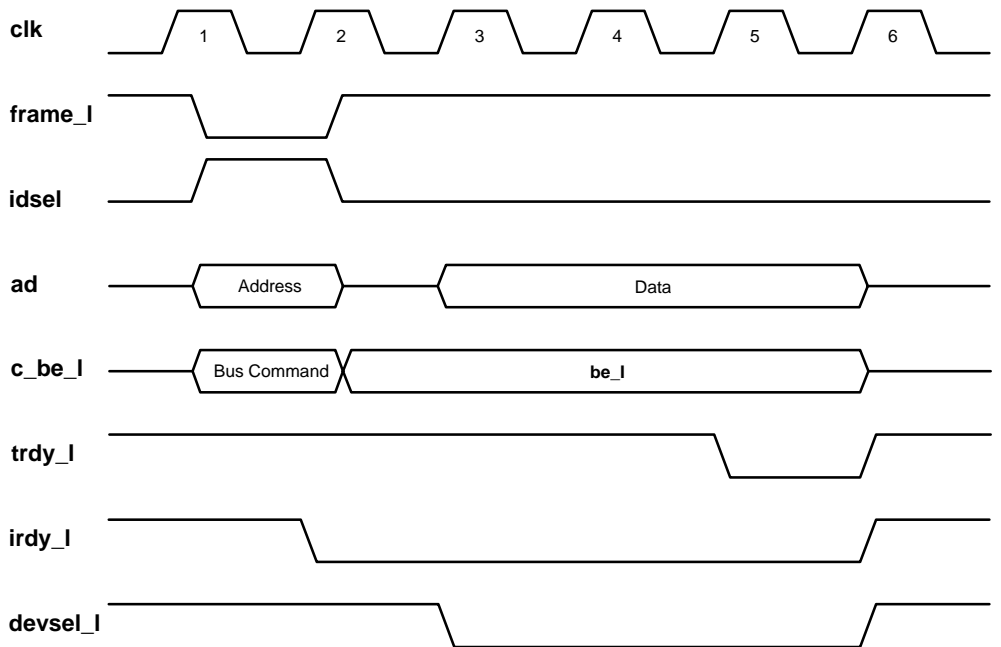 clk
1 2 3 4 5 6
frame_l
idsel
ad
Address
Data
c_be_l
Bus Command
be_l
trdy_l
irdy_l
devsel_l